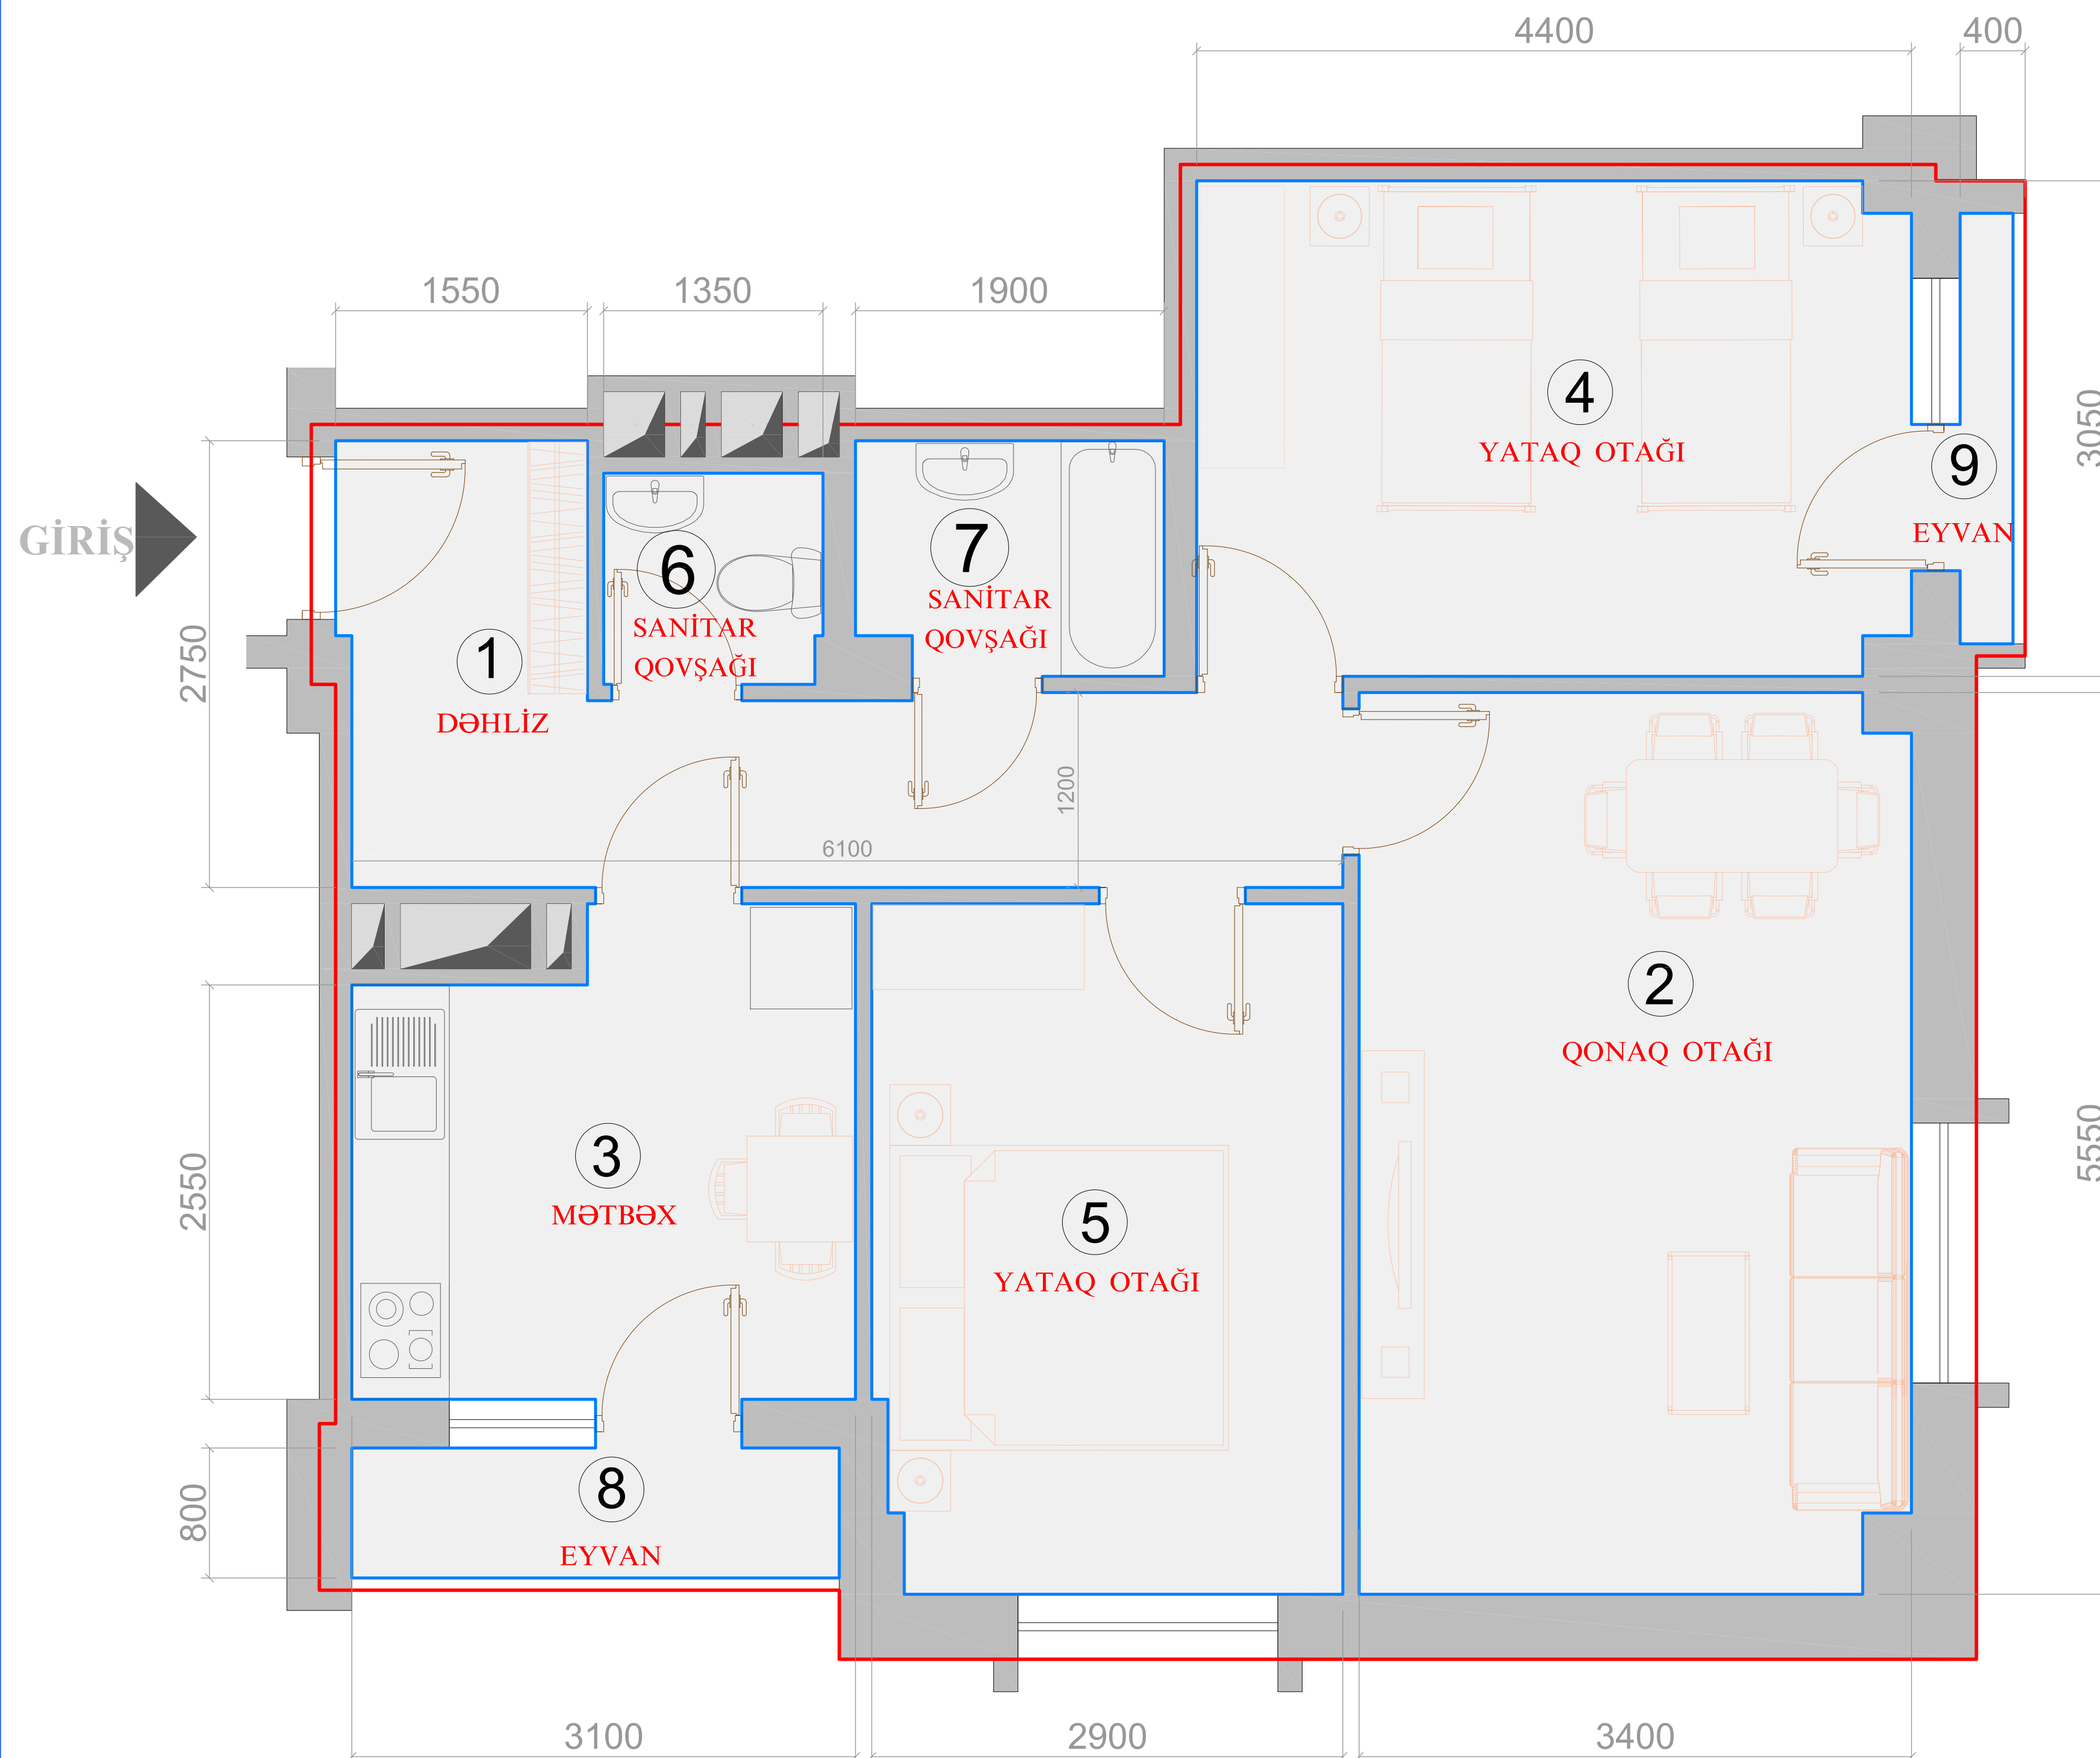 4400
400
1550
1350
1900
3050
GİRİŞ
4
YATAQ OTAĞI
9
EYVAN
6
SANİTAR
QOVŞAĞI
7
SANİTAR
QOVŞAĞI
1
DƏHLİZ
2750
1200
6100
2
QONAQ OTAĞI
3
MƏTBƏX
5
YATAQ OTAĞI
2550
5550
8
EYVAN
800
3100
2900
3400